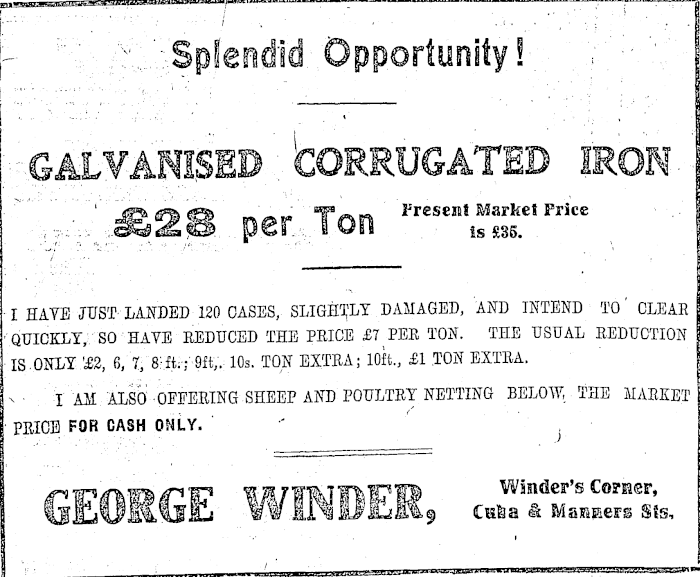 Splendid Opportunity!
GALVANISED CORRUGATED IRON
£28 per Ton
Present Market Price
is £35.
I HAVE JUST LANDED 120 CASES, SLIGHTLY DAMAGED, AND INTEND TO CLEAR
QUICKLY, SO HAVE REDUCED THE PRICE £7 PER TON. THE USUAL REDUCTION
IS ONLY £2, 6, 7, 8 ft.; 9ft,. 10s. TON EXTRA; 10ft., £1 TON EXTRA.
I AM ALSO OFFERING SHEEP AND POULTRY NETTING BELOW, THE MARKET
PRICE FOR CASH ONLY.
GEORGE WINDER,
Winder's Corner,
Cuba & Manners Sts,